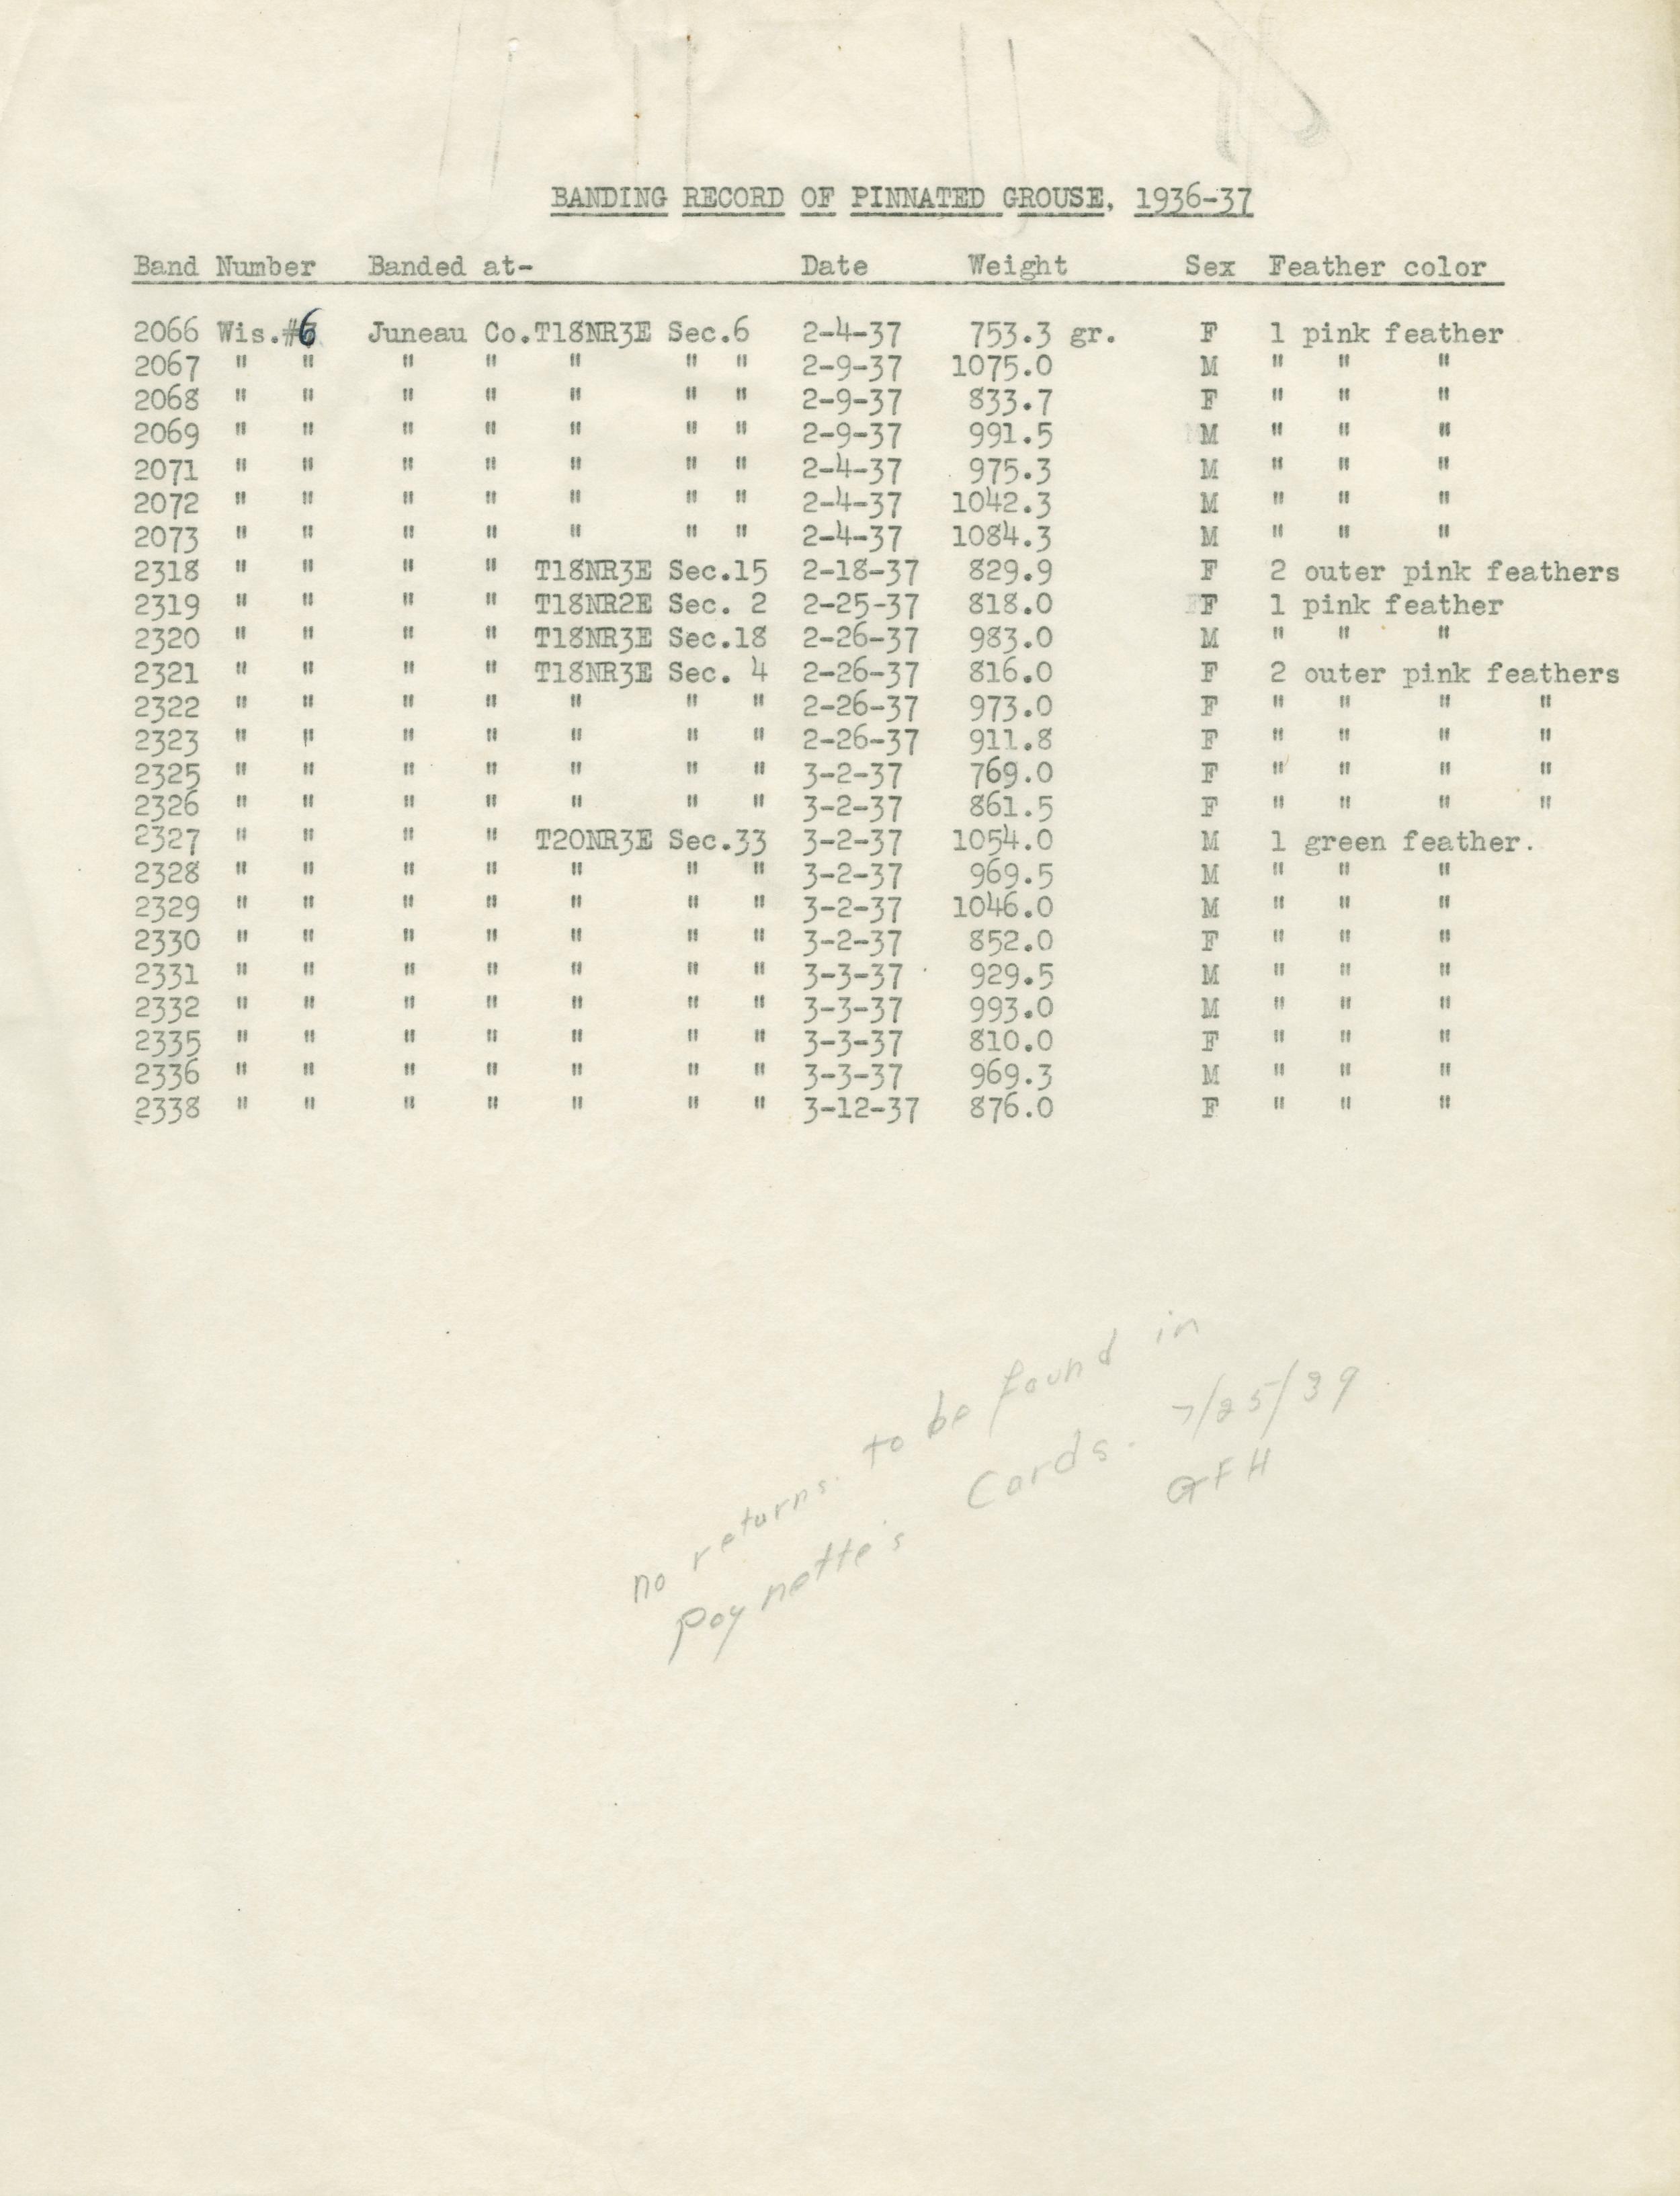 BANDING RECORD OF PINNATED GROUSE, 1936-37
Band Number Banded at- Date Weight Sex Feather color
2066 Wis.#6 Juneau Co.T18NR3E Sec.6 2-4-37 753.3 gr. F 1 pink feather
2067 " " " " " " " 2-9-37 1075.0 M " " "
2068 " " " " " " " 2-9-37 833.7 F " " "
2069 " " " " " " " 2-9-37 991.5 M " " "
2071 " " " " " " " 2-4-37 975.3 M " " "
2072 " " " " " " " 2-4-37 1042.3 M " " "
2073 " " " " " " " 2-4-37 1084.3 M " " "
2318 " " " " T18NR3E Sec.15 2-18-37 829.9 F 2 outer pink feathers
2319 " " " " T18NR2E Sec. 2 2-25-37 818.0 F 1 pink feather
2320 " " " " T18NR3E Sec.18 2-26-37 983.0 M " " "
2321 " " " " T18NR3E Sec. 4 2-26-37 816.0 F 2 outer pink feathers
2322 " " " " " " " 2-26-37 973.0 F " " " "
2323 " " " " " " " 2-26-37 911.8 F " " " "
2325 " " " " " " " 3-2-37 769.0 F " " " "
2326 " " " " " " " 3-2-37 861.5 F " " " "
2327 " " " " T20NR3E Sec.33 3-2-37 1054.0 M 1 green feather.
2328 " " " " " " " 3-2-37 969.5 M " " "
2329 " " " " " " " 3-2-37 1046.0 M " " "
2330 " " " " " " " 3-2-37 852.0 F " " "
2331 " " " " " " " 3-3-37 929.5 M " " "
2332 " " " " " " " 3-3-37 993.0 M " " "
2335 " " " " " " " 3-3-37 810.0 F " " "
2336 " " " " " " " 3-3-37 969.3 M " " "
2338 " " " " " " " 3-12-37 876.0 F " " "
no returns. to be found in
Poynette's Cards. 7/25/39
GFH